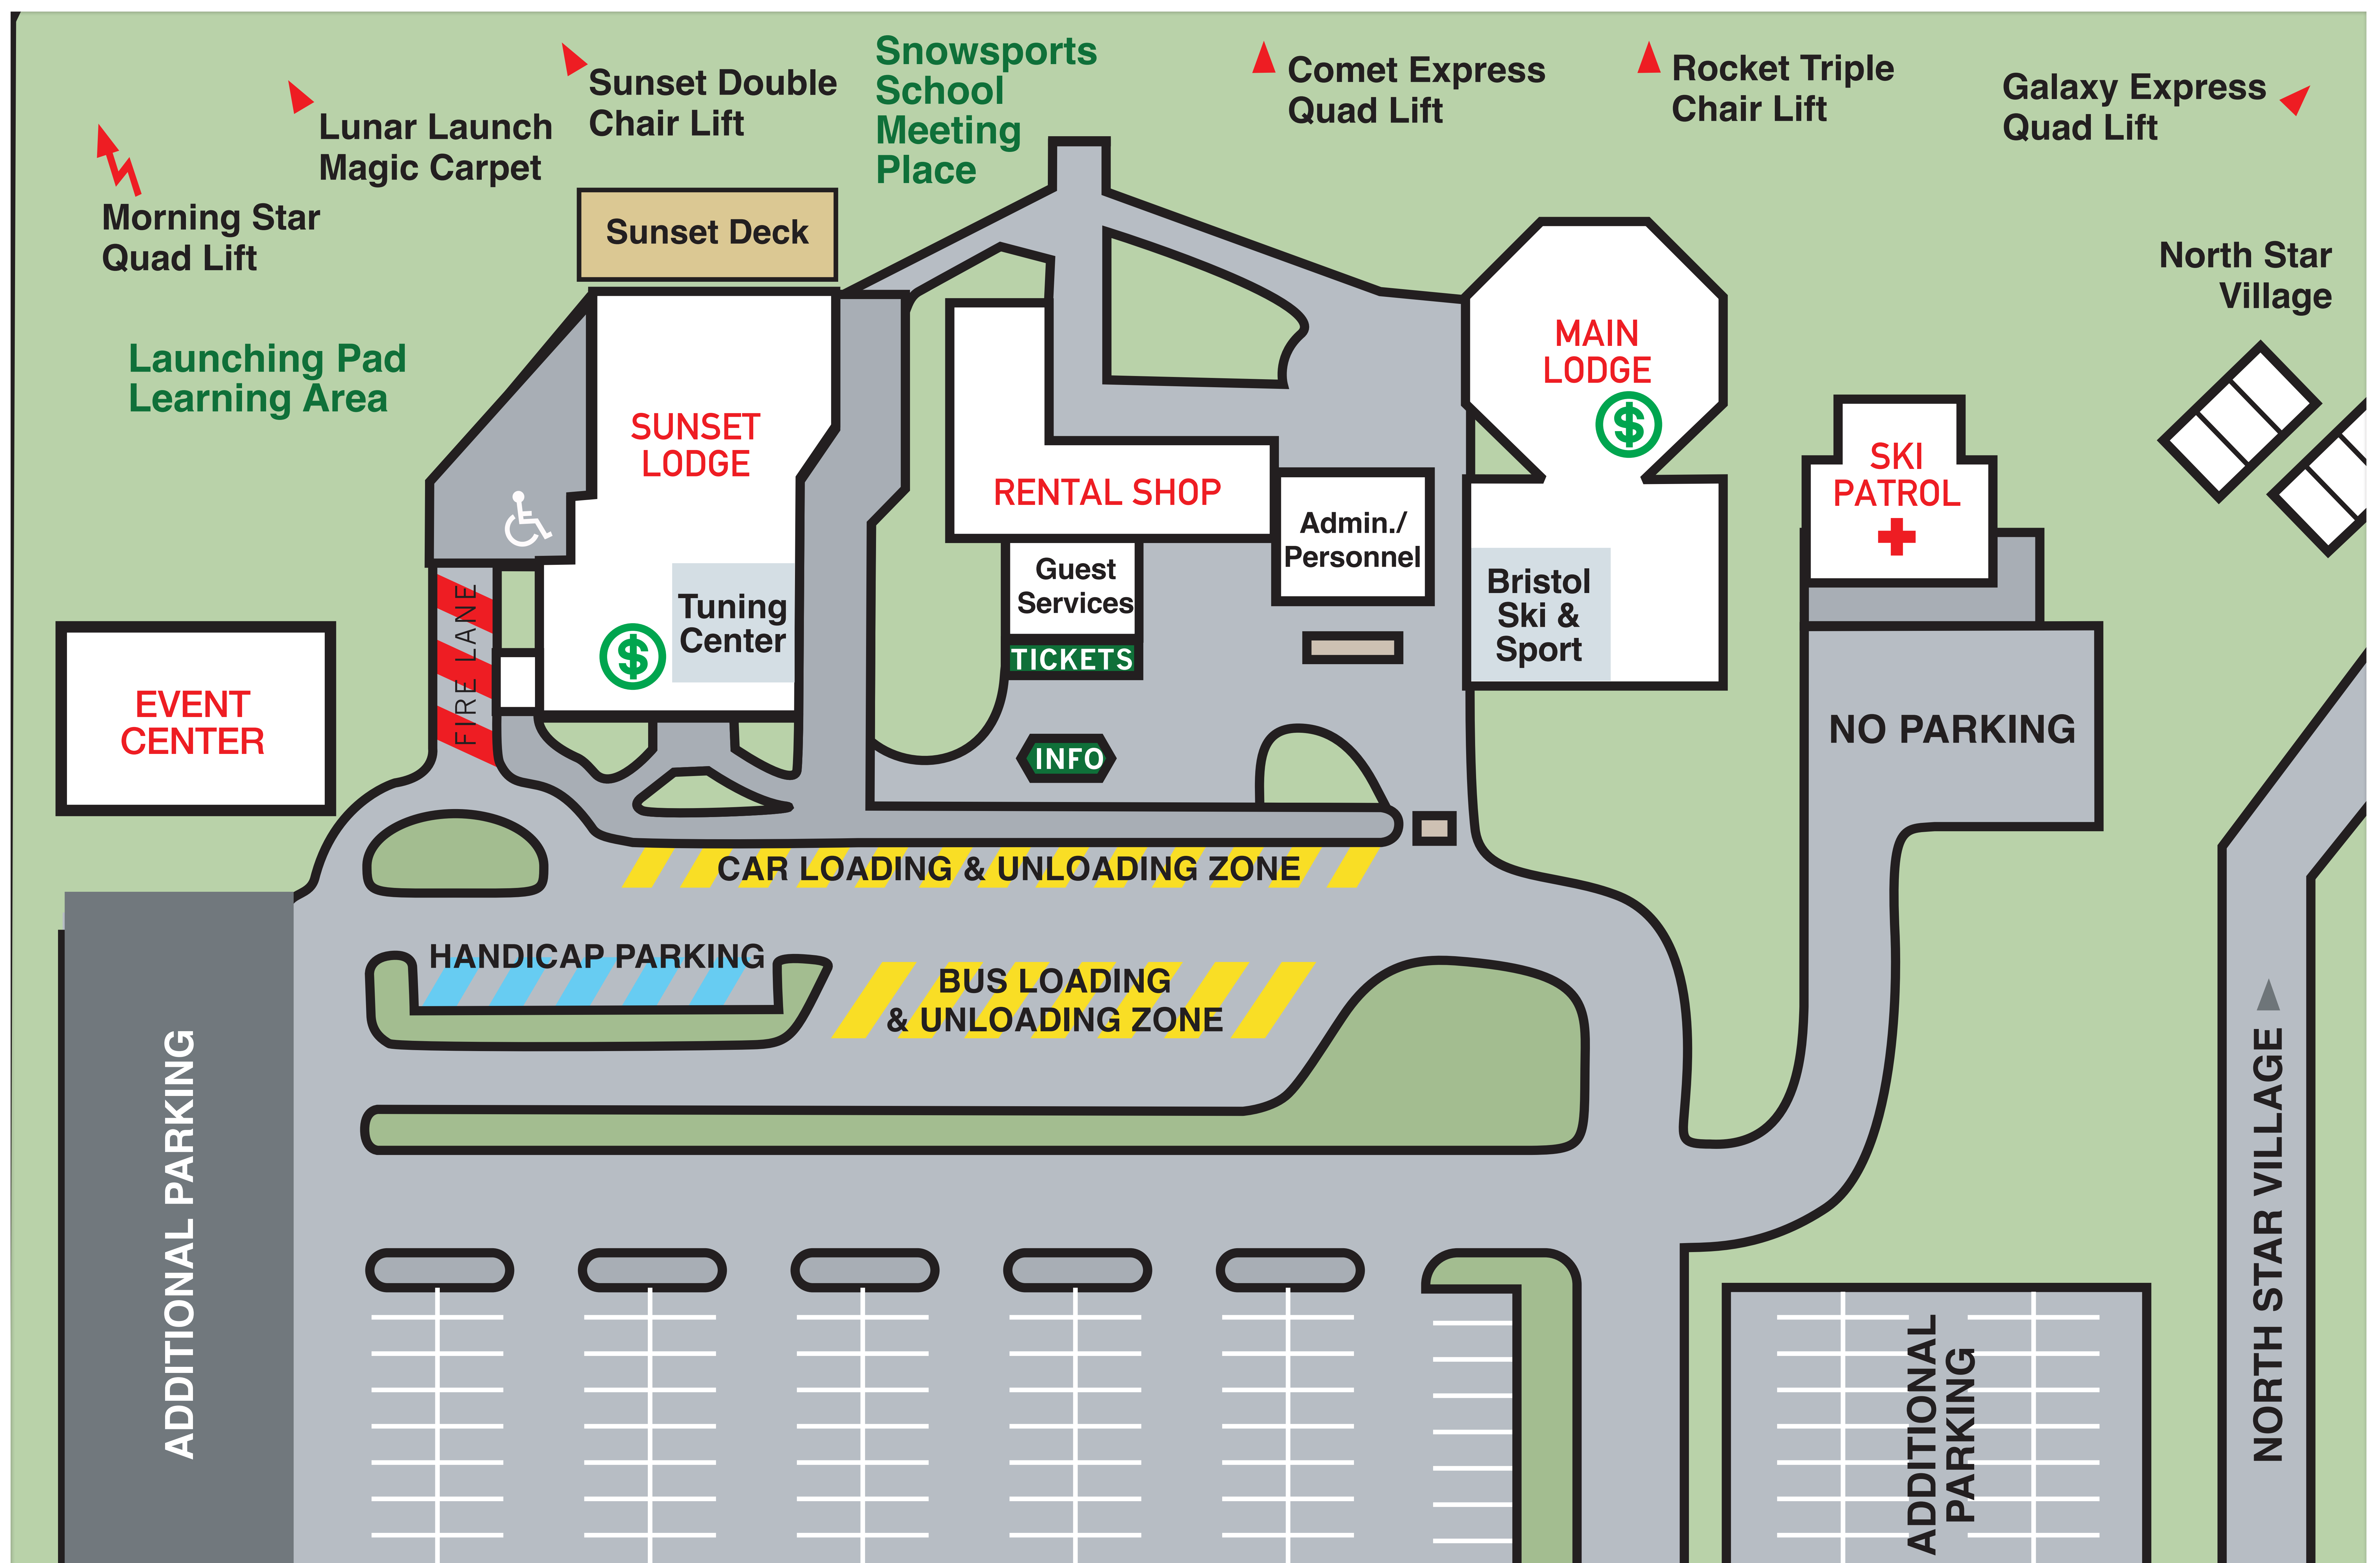 Snowsports
School
Meeting
Place
Comet Express
Quad Lift
Rocket Triple
Chair Lift
Galaxy Express
Quad Lift
Sunset Double
Chair Lift
Lunar Launch
Magic Carpet
Morning Star
Quad Lift
Sunset Deck
North Star
Village
Launching Pad
Learning Area
MAIN
LODGE
$
SUNSET
LODGE
SKI
PATROL
RENTAL SHOP
Admin./
Personnel
Guest
Services
TICKETS
Bristol
Ski &
Sport
Tuning
Center
$
FIRE LANE
EVENT
CENTER
NO PARKING
INFO
CAR LOADING & UNLOADING ZONE
HANDICAP PARKING
BUS LOADING
& UNLOADING ZONE
ADDITIONAL PARKING
ADDITIONAL
PARKING
NORTH STAR VILLAGE